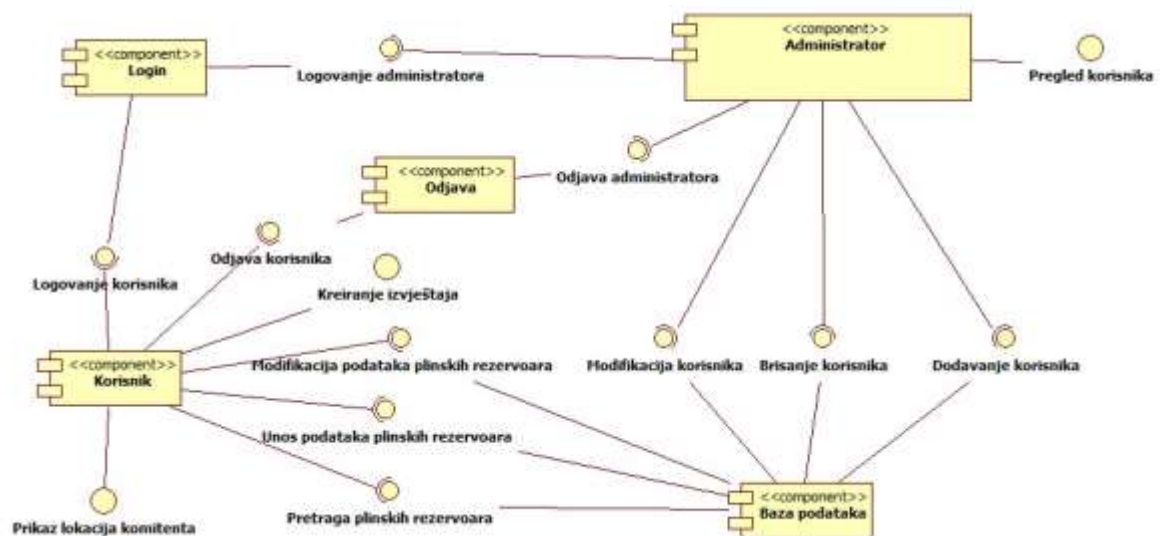 <<component>>
Login
Logovanje administratora
<<component>>
Administrator
Pregled korisnika
<<component>>
Odjava
Odjava administratora
Odjava korisnika
Logovanje korisnika
Kreiranje izvještaja
<<component>>
Korisnik
Modifikacija podataka plinskih rezervoara
Modifikacija korisnika
Brisanje korisnika
Dodavanje korisnika
Unos podataka plinskih rezervoara
Prikaz lokacija komitenta
Pretraga plinskih rezervoara
<<component>>
Baza podataka